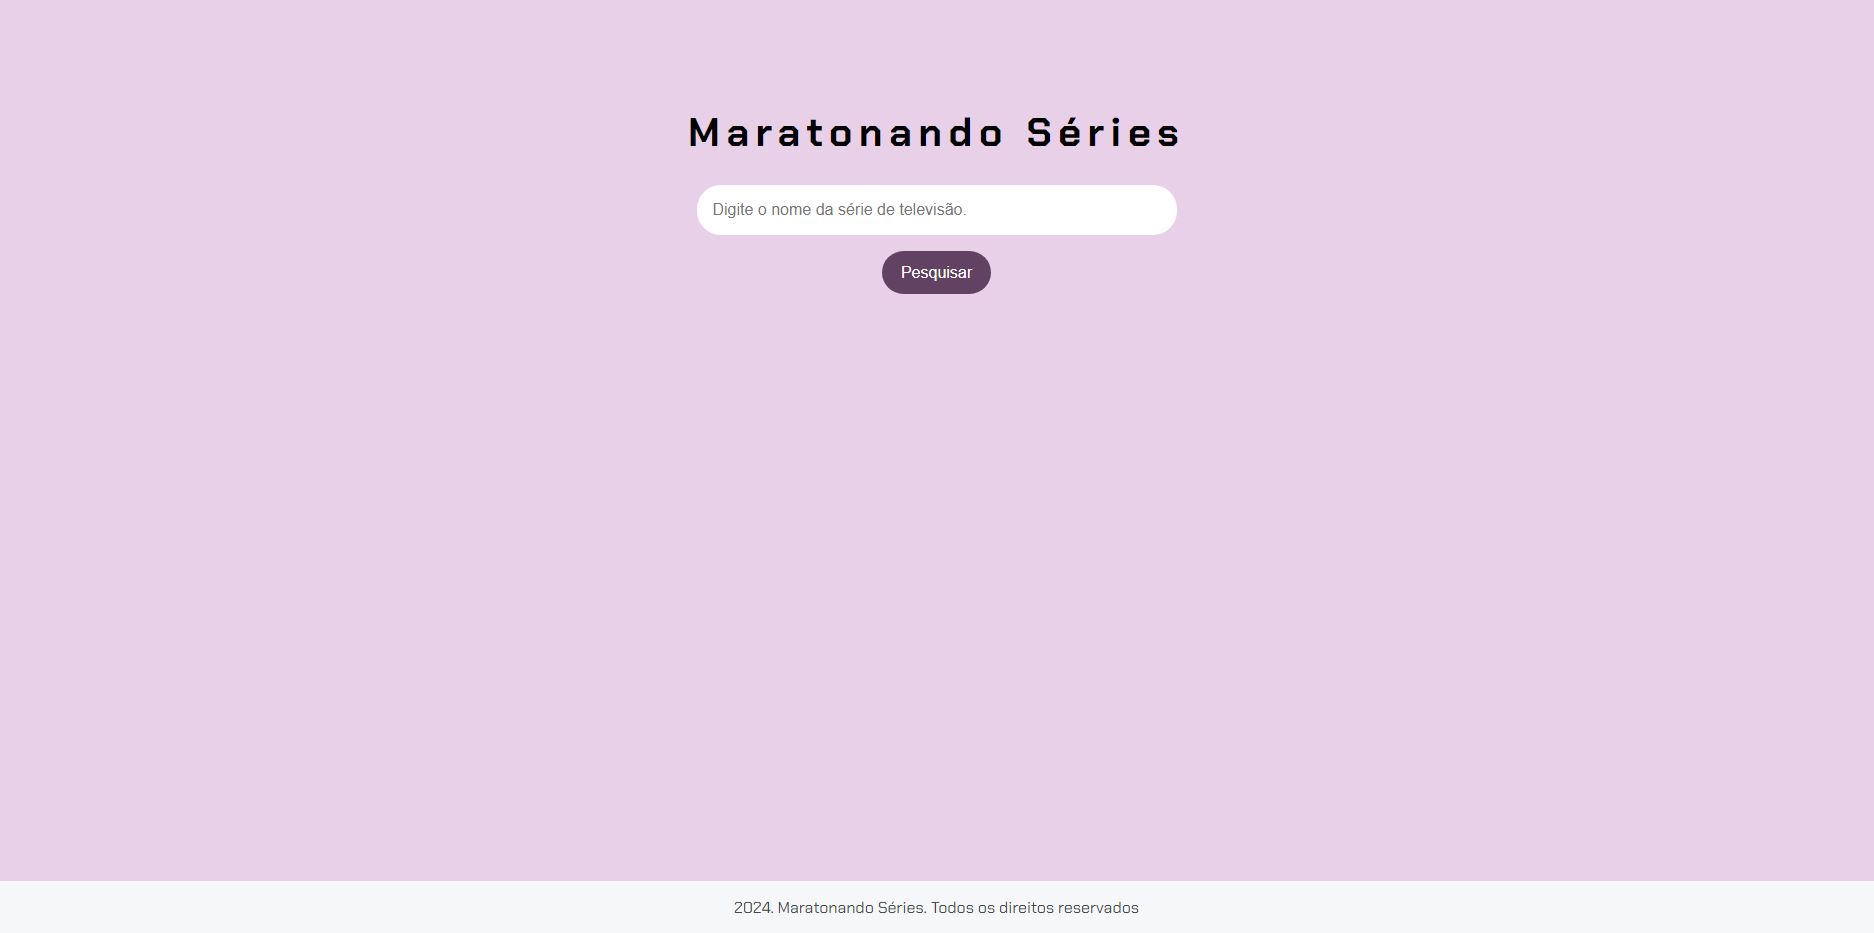 Maratonando Séries
Digite o nome da série de televisão.
Pesquisar
2024. Maratonando Séries. Todos os direitos reservados